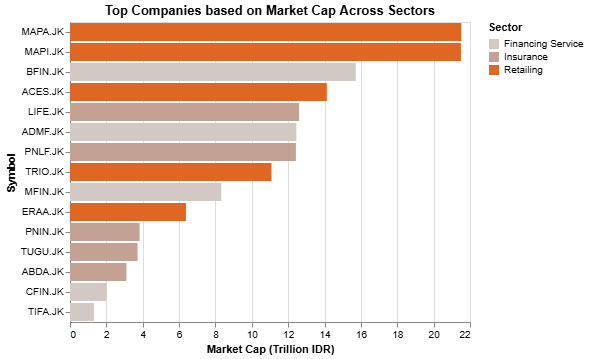 Top Companies based on Market Cap Across Sectors
Symbol
MAPA.JK
MAPI.JK
BFIN.JK
ACES.JK
LIFE.JK
ADMF.JK
PNLF.JK
TRIO.JK
MFIN.JK
ERAA.JK
PNIN.JK
TUGU.JK
ABDA.JK
CFIN.JK
TIFA.JK
0 2 4 6 8 10 12 14 16 18 20 22
Market Cap (Trillion IDR)
Sector
Financing Service
Insurance
Retailing